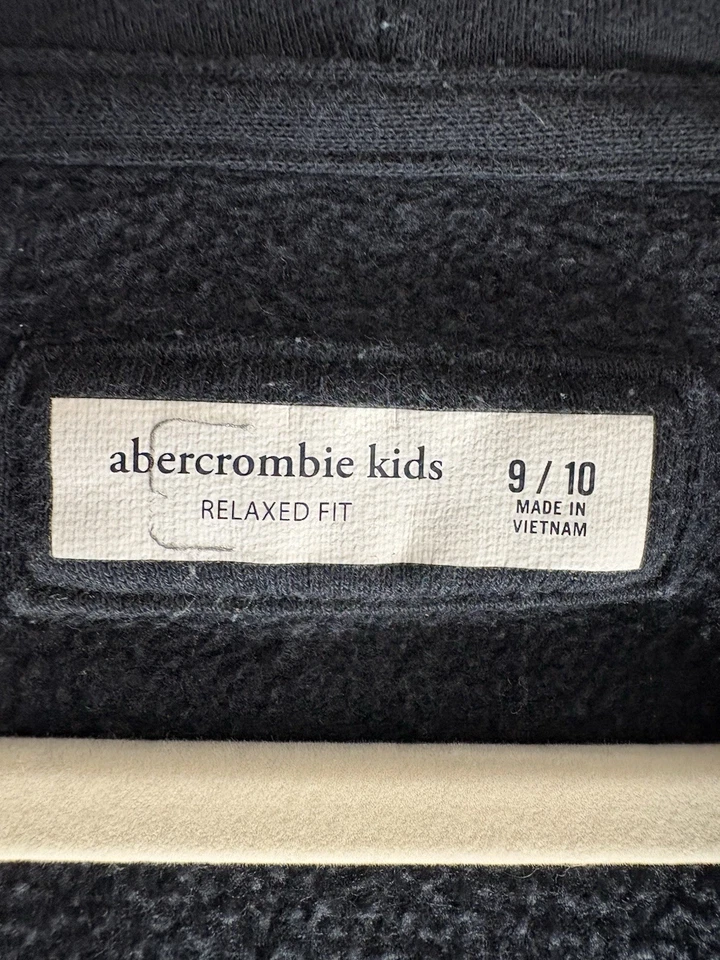 abercrombie kids
RELAXED FIT
9 / 10
MADE IN
VIETNAM